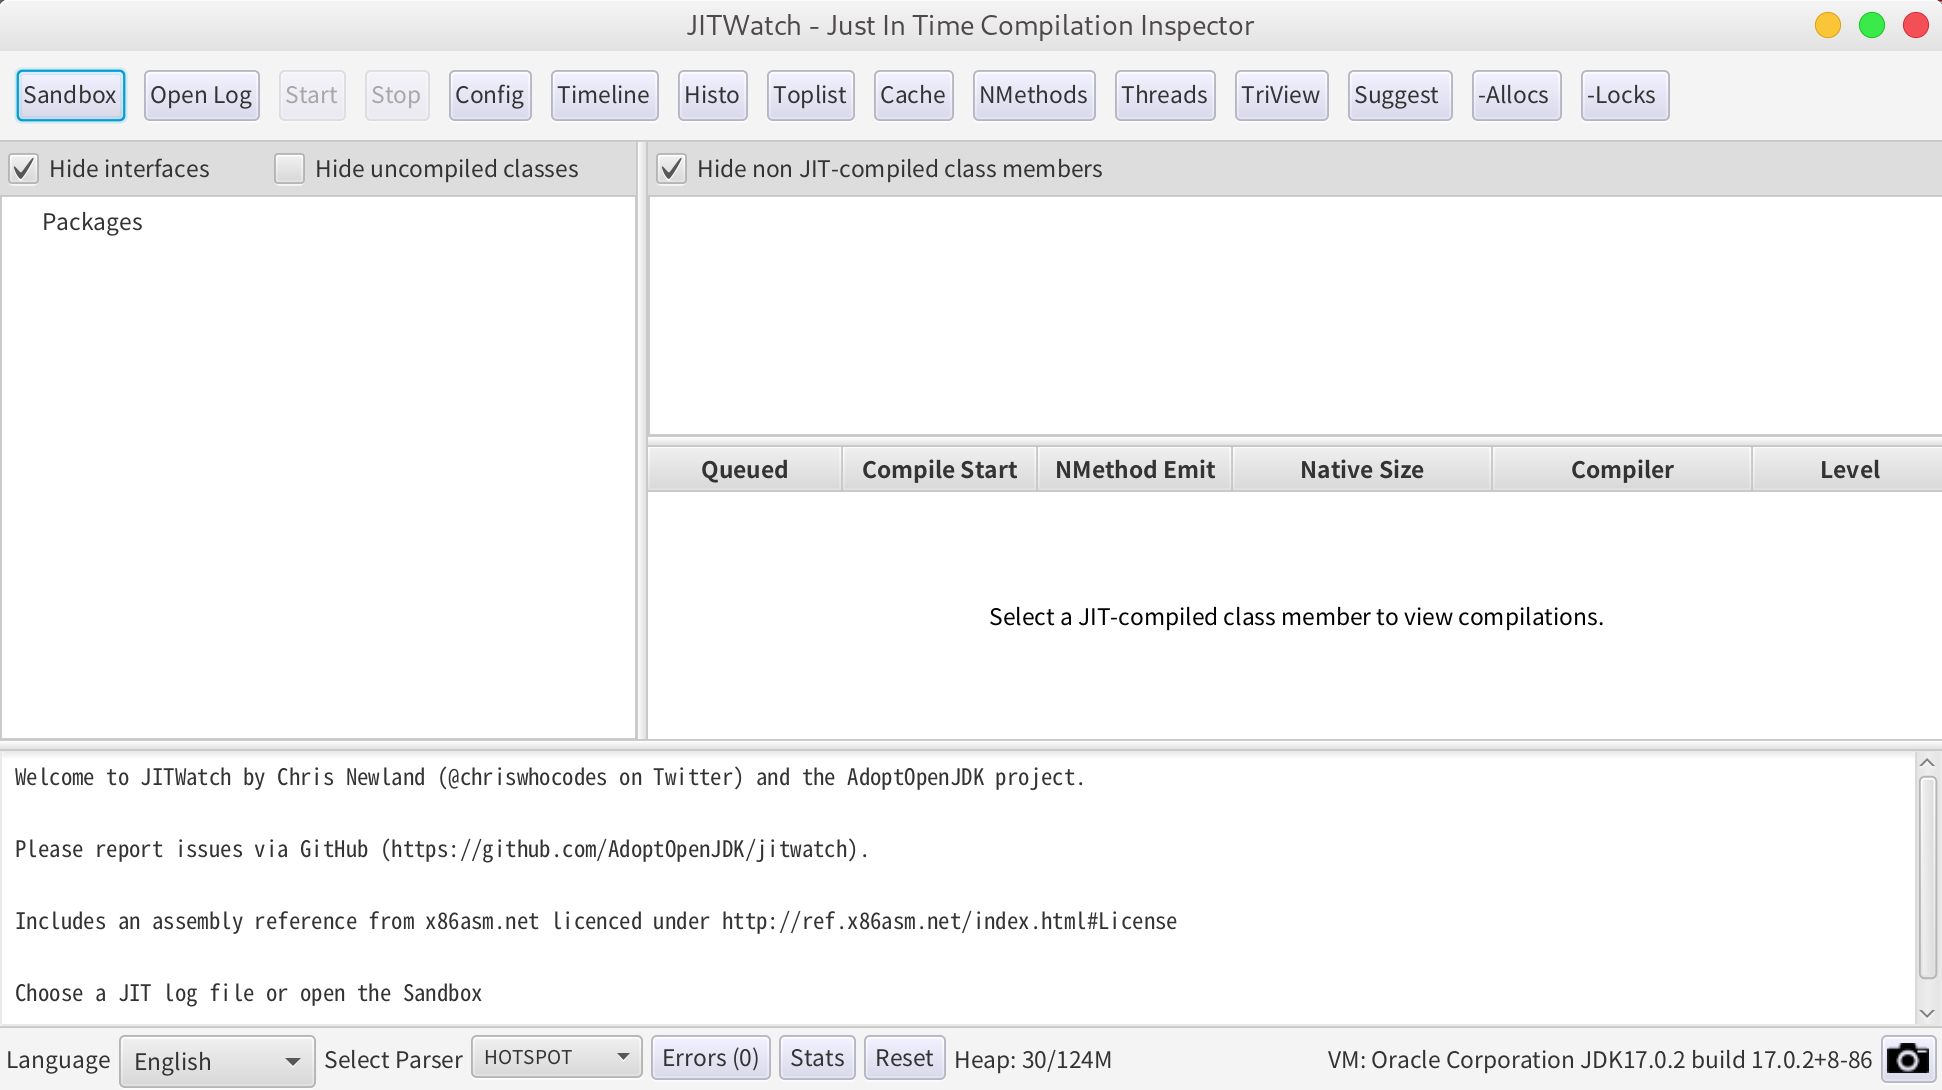 JITWatch - Just In Time Compilation Inspector
Sandbox Open Log Start Stop Config Timeline Histo Toplist Cache NMethods Threads TriView Suggest -Allocs -Locks
Hide interfaces Hide uncompiled classes Hide non JIT-compiled class members
Packages
Queued Compile Start NMethod Emit Native Size Compiler Level
Select a JIT-compiled class member to view compilations.
Welcome to JITWatch by Chris Newland (@chriswhocodes on Twitter) and the AdoptOpenJDK project.
Please report issues via GitHub (https://github.com/AdoptOpenJDK/jitwatch).
Includes an assembly reference from x86asm.net licenced under http://ref.x86asm.net/index.html#License
Choose a JIT log file or open the Sandbox
Language English Select Parser HOTSPOT Errors (0) Stats Reset Heap: 30/124M VM: Oracle Corporation JDK17.0.2 build 17.0.2+8-86